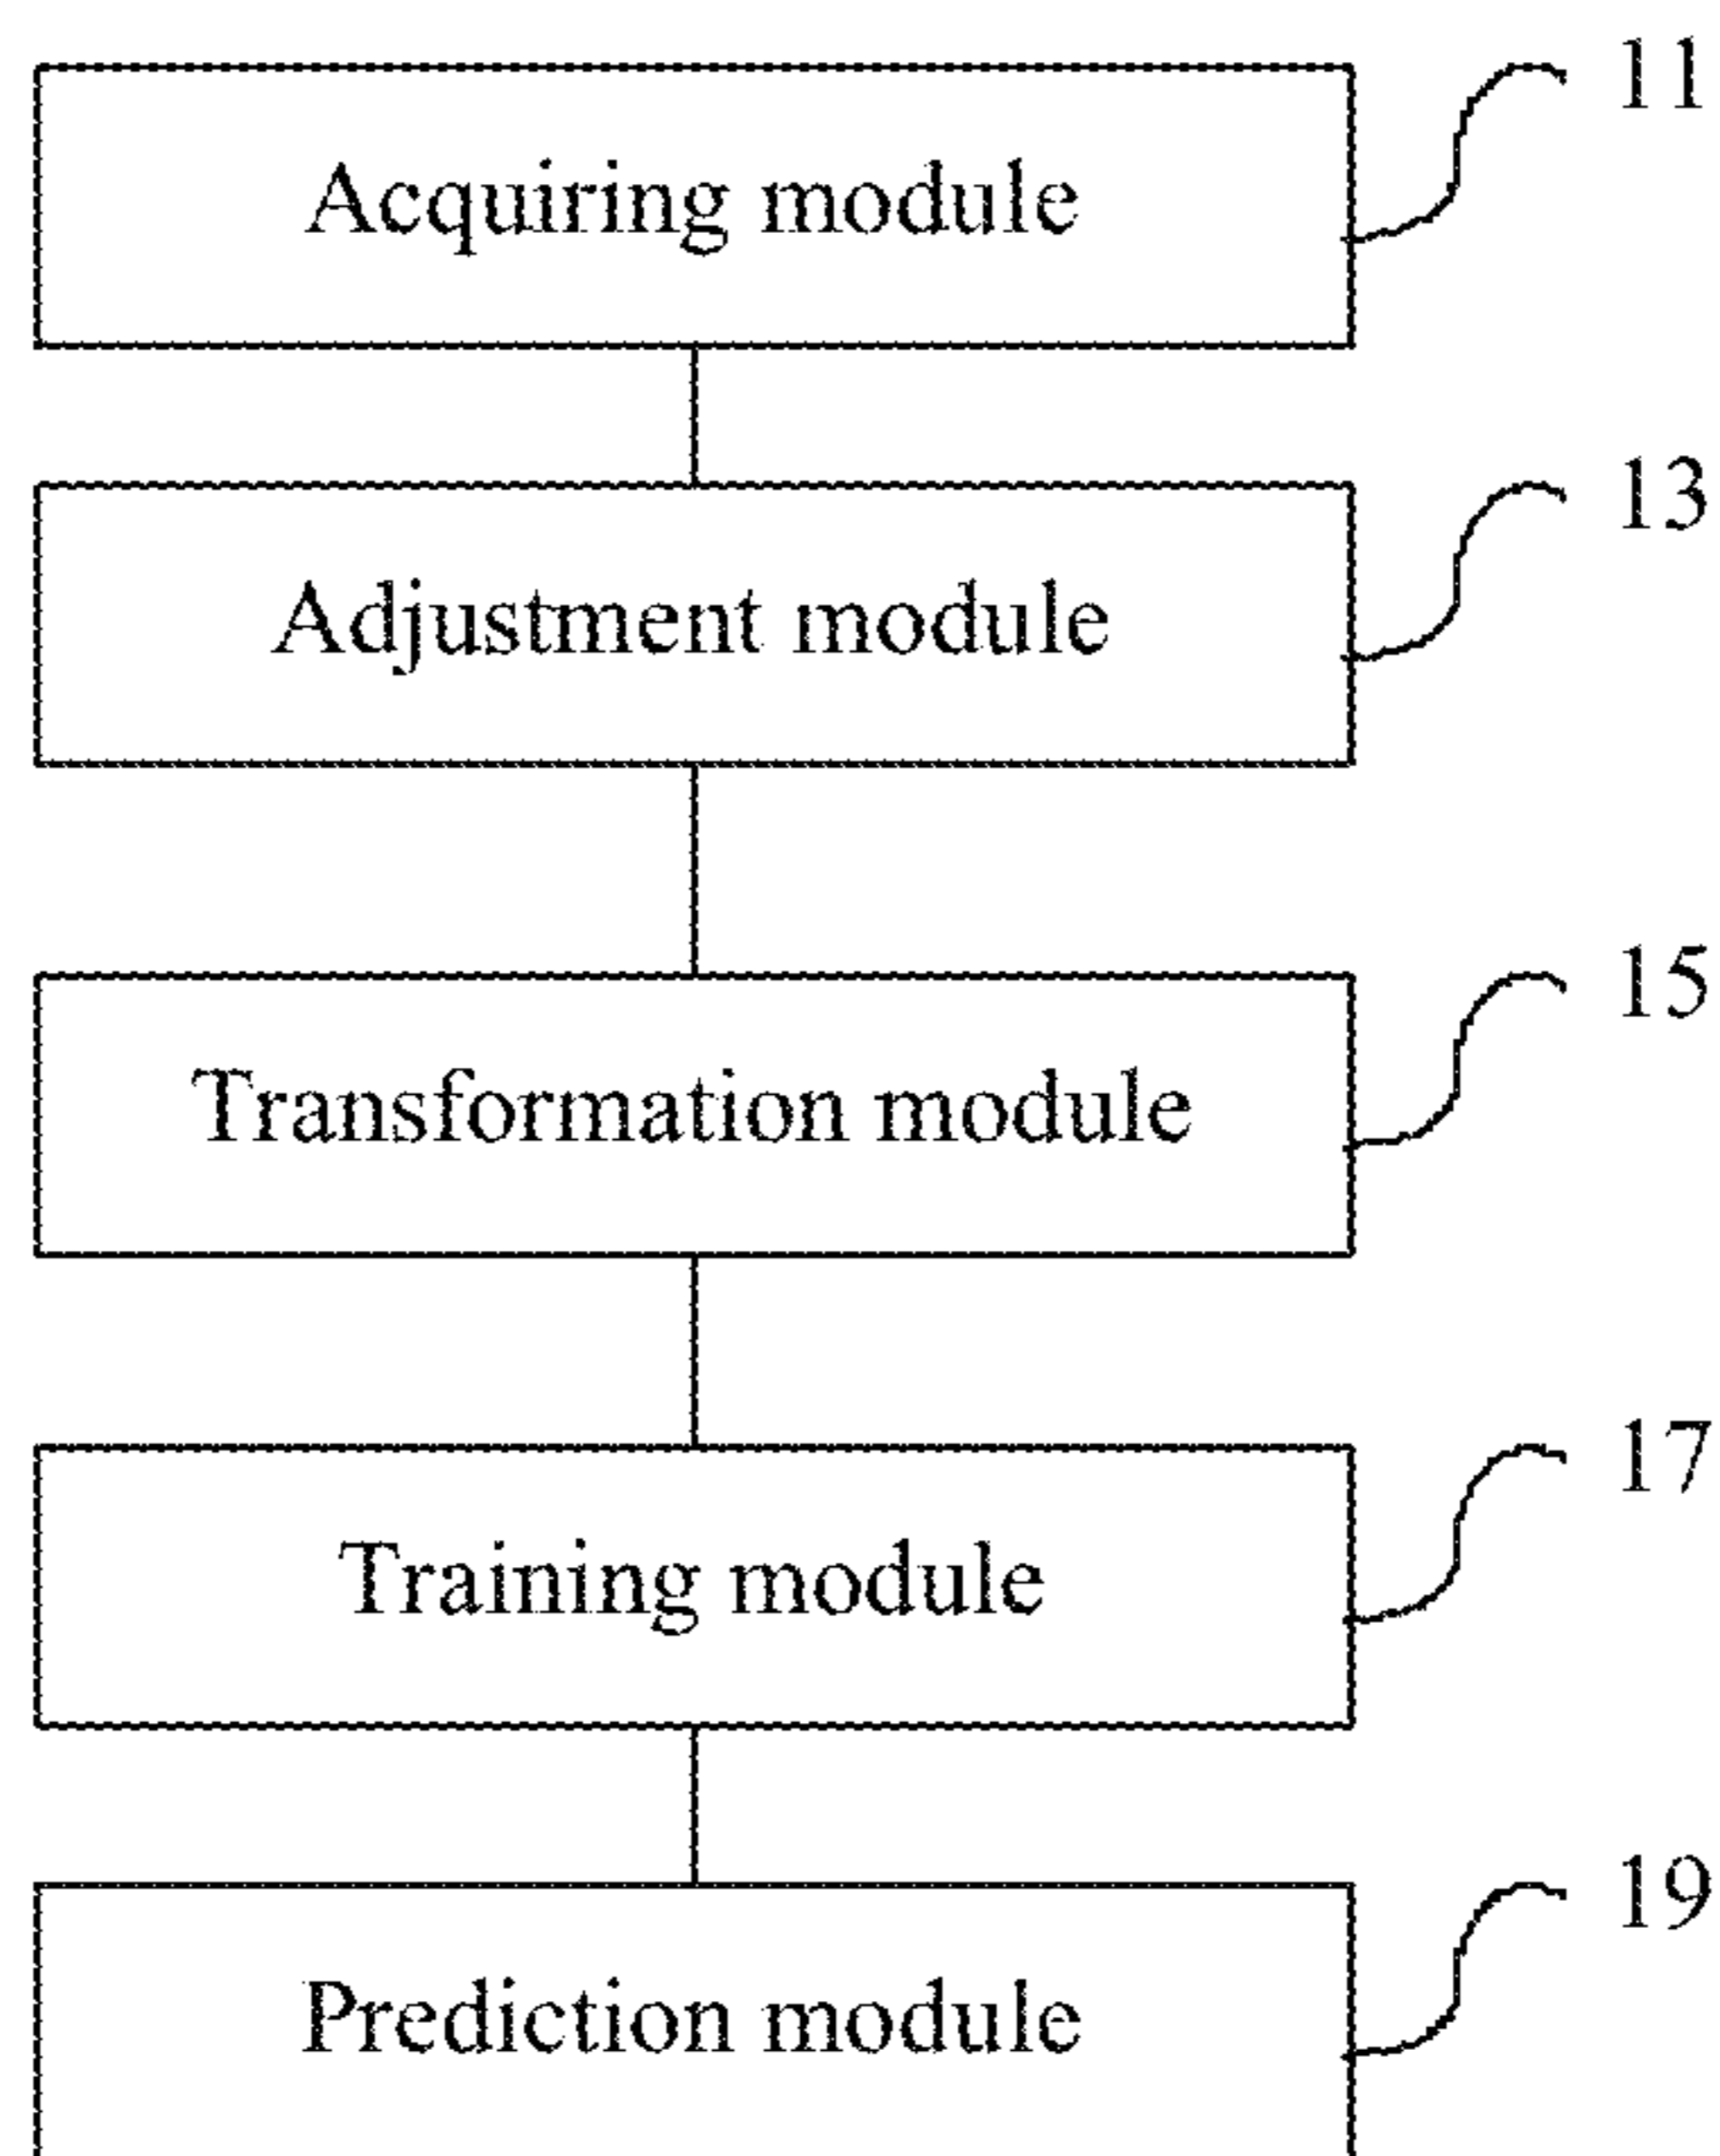 11
Acquiring module
13
Adjustment module
15
Transformation module
17
Training module
19
Prediction module